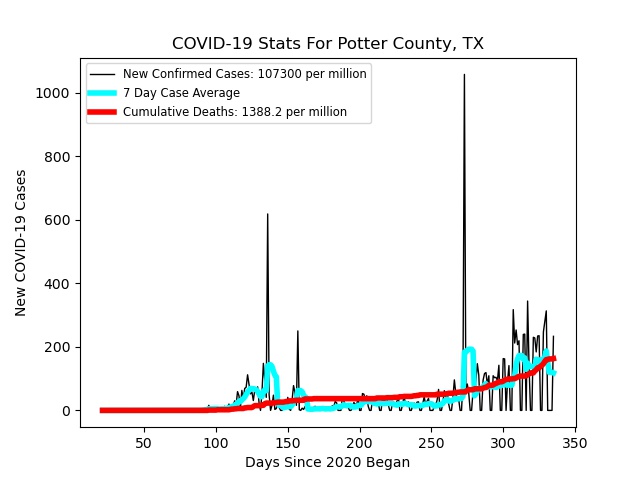 COVID-19 Stats For Potter County, TX
New Confirmed Cases: 107300 per million
7 Day Case Average
Cumulative Deaths: 1388.2 per million
New COVID-19 Cases
1000
800
600
400
200
0
50
100
150
200
250
300
350
Days Since 2020 Began